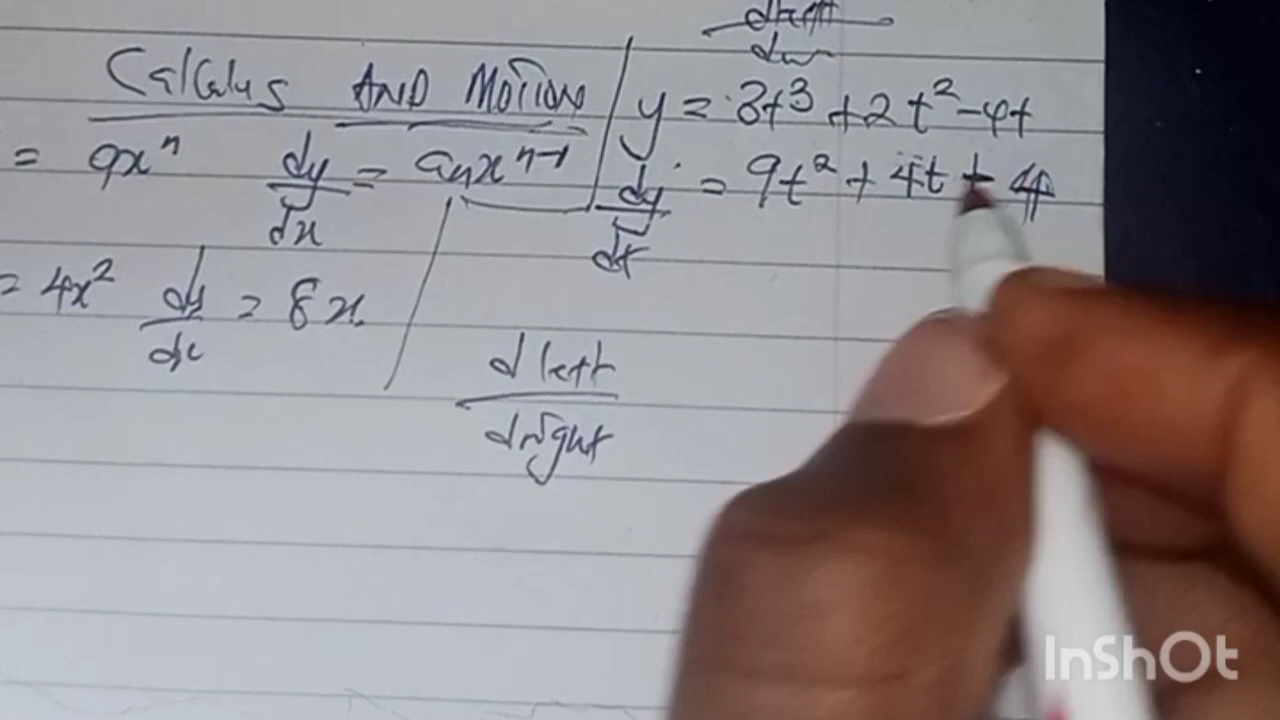 Calculus AND MOTION
= ax^n dy/dx = anx^n-1
= 4x^2 dy/dx = 8x
d left
d right
y = 3t^3 + 2t^2 - 4t
dy/dt = 9t^2 + 4t + 4
InShOt